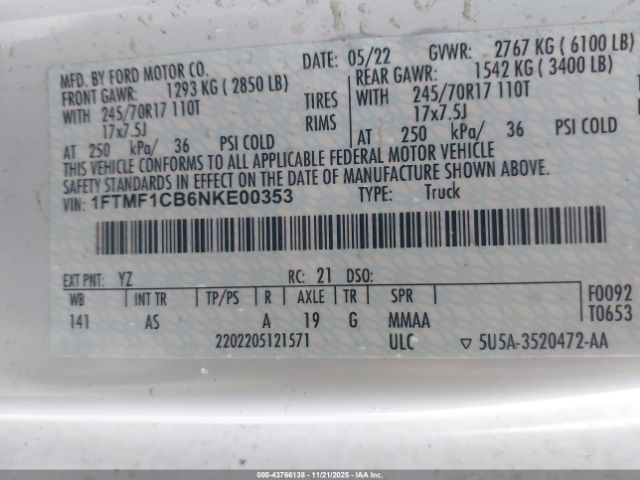 MFD. BY FORD MOTOR CO.
DATE: 05/22 GVWR: 2767 KG ( 6100 LB)
FRONT GAWR: 1293 KG ( 2850 LB) REAR GAWR: 1542 KG ( 3400 LB)
WITH 245/70R17 110T TIRES WITH 245/70R17 110T
17x7.5J RIMS 17x7.5J
AT 250 kPa/ 36 PSI COLD AT 250 kPa/ 36 PSI COLD
THIS VEHICLE CONFORMS TO ALL APPLICABLE FEDERAL MOTOR VEHICLE
SAFETY STANDARDS IN EFFECT ON THE DATE OF MANUFACTURE SHOWN ABOVE.
VIN: 1FTMF1CB6NKE00353 TYPE: Truck
EXT PNT: YZ RC: 21 DSO:
WB INT TR TP/PS R AXLE TR SPR F0092
141 AS A 19 G MMAA T0653
2202205121571 ULC ▽ 5U5A-3520472-AA
000-43766138 - 11/21/2025 - IAAI.COM